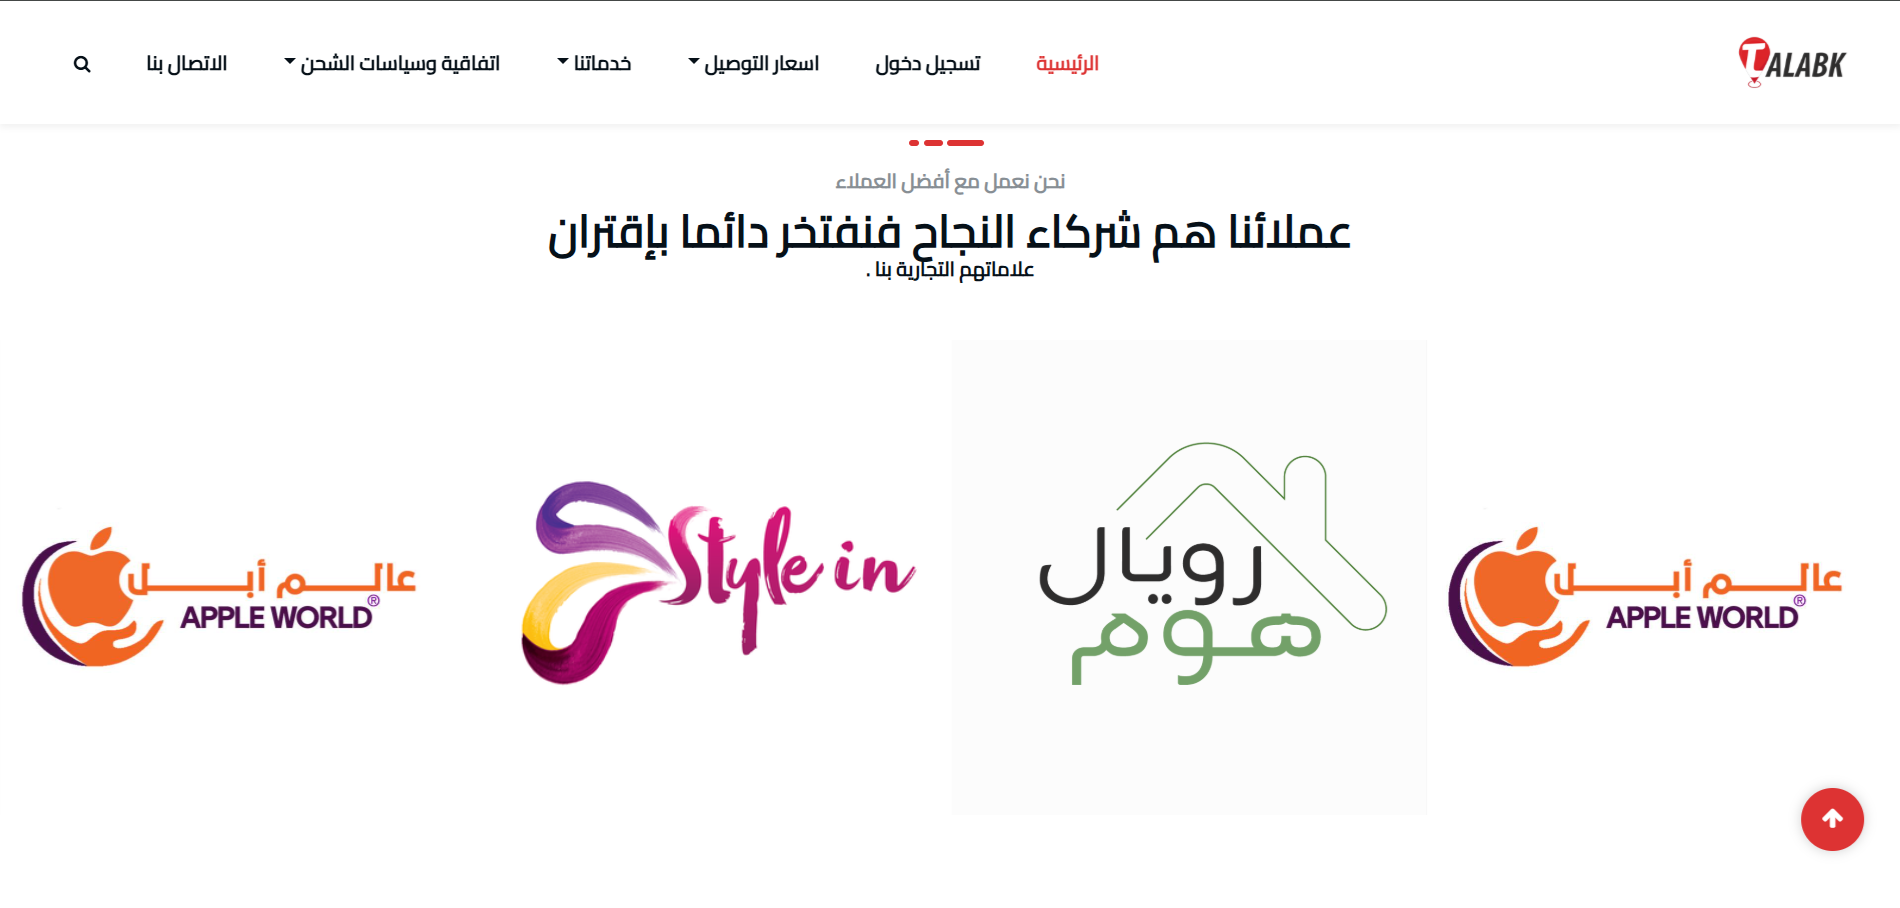 TALABK
الرئيسية
تسجيل دخول
اسعار التوصيل
خدماتنا
اتفاقية وسياسات الشحن
الاتصال بنا
نحن نعمل مع أفضل العملاء
عملائنا هم شركاء النجاح فنفتخر دائما بإقتران
علاماتهم التجارية بنا .
عالم أبل
APPLE WORLD®
رويال
هوم
Style in
عالم أبل
APPLE WORLD®